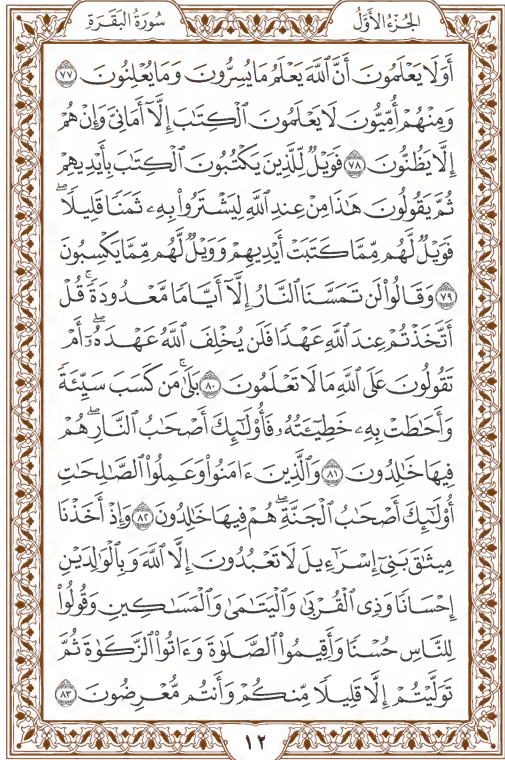 الجُزْءُ الأَوَّلُ
سُورَةُ البَقَرَةِ
أَوَلَا يَعْلَمُونَ أَنَّ ٱللَّهَ يَعْلَمُ مَا يُسِرُّونَ وَمَا يُعْلِنُونَ ٧٧
وَمِنْهُمْ أُمِّيُّونَ لَا يَعْلَمُونَ ٱلْكِتَٰبَ إِلَّآ أَمَانِىَّ وَإِنْ هُمْ
إِلَّا يَظُنُّونَ ٧٨ فَوَيْلٌ لِّلَّذِينَ يَكْتُبُونَ ٱلْكِتَٰبَ بِأَيْدِيهِمْ
ثُمَّ يَقُولُونَ هَٰذَا مِنْ عِندِ ٱللَّهِ لِيَشْتَرُوا۟ بِهِۦ ثَمَنًا قَلِيلًا ۖ
فَوَيْلٌ لَّهُم مِّمَّا كَتَبَتْ أَيْدِيهِمْ وَوَيْلٌ لَّهُم مِّمَّا يَكْسِبُونَ
٧٩ وَقَالُوا۟ لَن تَمَسَّنَا ٱلنَّارُ إِلَّآ أَيَّامًا مَّعْدُودَةً ۚ قُلْ
أَتَّخَذْتُمْ عِندَ ٱللَّهِ عَهْدًا فَلَن يُخْلِفَ ٱللَّهُ عَهْدَهُۥٓ ۖ أَمْ
تَقُولُونَ عَلَى ٱللَّهِ مَا لَا تَعْلَمُونَ ٨٠ بَلَىٰ ۚ مَن كَسَبَ سَيِّئَةً
وَأَحَٰطَتْ بِهِۦ خَطِيٓـَٔتُهُۥ فَأُو۟لَٰٓئِكَ أَصْحَٰبُ ٱلنَّارِ ۖ هُمْ
فِيهَا خَٰلِدُونَ ٨١ وَٱلَّذِينَ ءَامَنُوا۟ وَعَمِلُوا۟ ٱلصَّٰلِحَٰتِ
أُو۟لَٰٓئِكَ أَصْحَٰبُ ٱلْجَنَّةِ ۖ هُمْ فِيهَا خَٰلِدُونَ ٨٢ وَإِذْ أَخَذْنَا
مِيثَٰقَ بَنِىٓ إِسْرَٰٓءِيلَ لَا تَعْبُدُونَ إِلَّا ٱللَّهَ وَبِٱلْوَٰلِدَيْنِ
إِحْسَانًا وَذِى ٱلْقُرْبَىٰ وَٱلْيَتَٰمَىٰ وَٱلْمَسَٰكِينِ وَقُولُوا۟
لِلنَّاسِ حُسْنًا وَأَقِيمُوا۟ ٱلصَّلَوٰةَ وَءَاتُوا۟ ٱلزَّكَوٰةَ ثُمَّ
تَوَلَّيْتُمْ إِلَّا قَلِيلًا مِّنكُمْ وَأَنتُم مُّعْرِضُونَ ٨٣
١٢